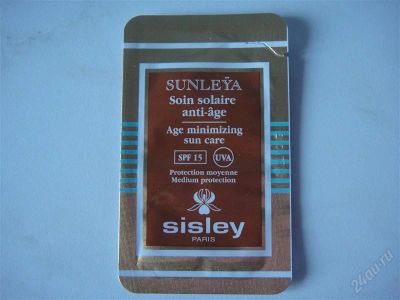 SUNLEŸA
Soin solaire
anti-âge
Age minimizing
sun care
SPF 15 UVA
Protection moyenne
Medium protection
sisley
PARIS
24au.ru